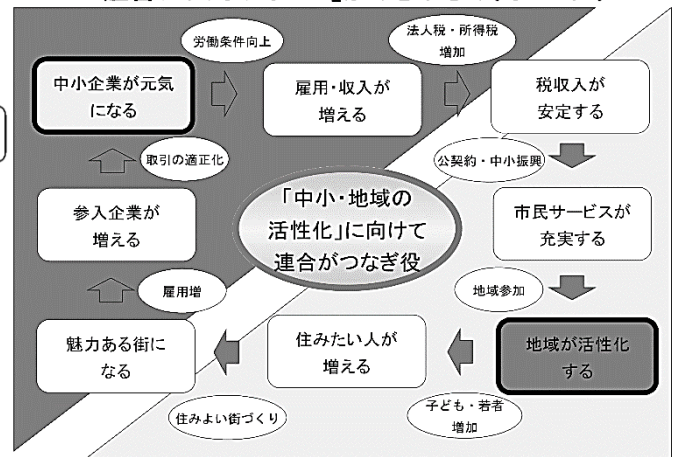 労働条件向上
法人税・所得税
増加
中小企業が元気
になる
雇用・収入が
増える
税収入が
安定する
取引の適正化
公契約・中小振興
参入企業が
増える
「中小・地域の
活性化」に向けて
連合がつなぎ役
市民サービスが
充実する
雇用増
地域参加
魅力ある街に
なる
住みたい人が
増える
地域が活性化
する
住みよい街づくり
子ども・若者
増加